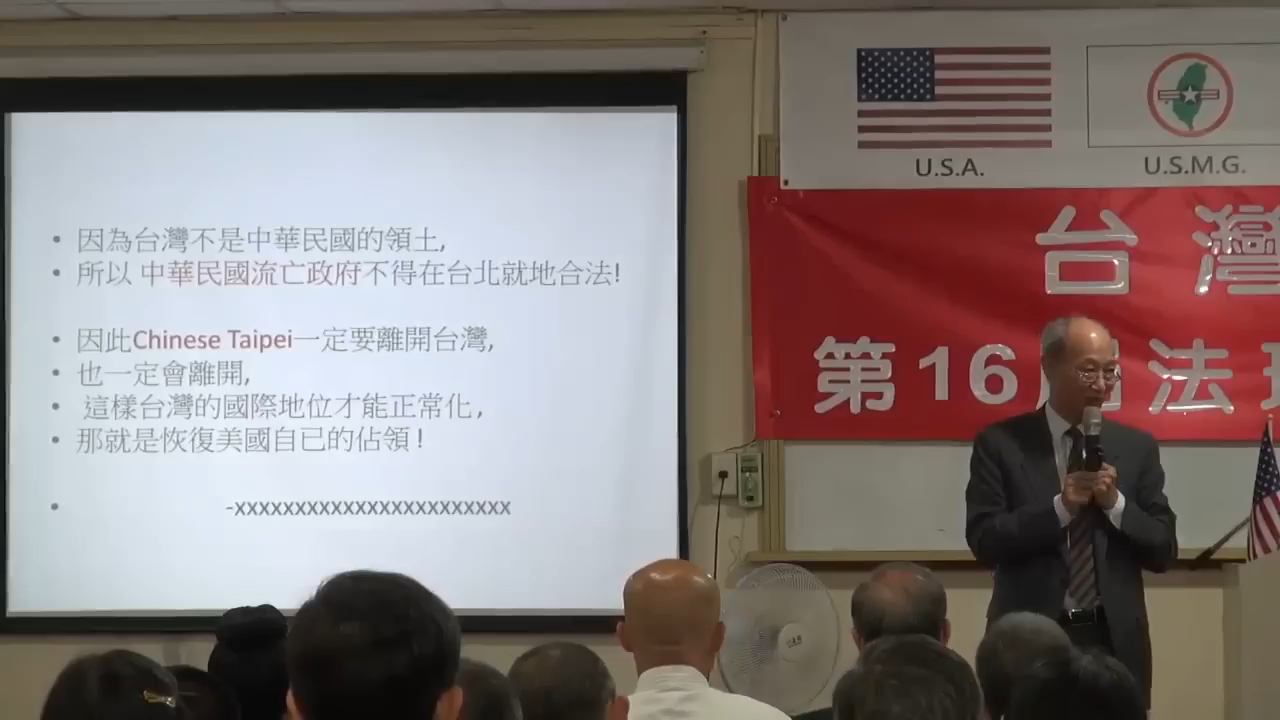 • 因為台灣不是中華民國的領土,
• 所以 中華民國流亡政府不得在台北就地合法!
• 因此Chinese Taipei一定要離開台灣,
• 也一定會離開,
• 這樣台灣的國際地位才能正常化 ,
• 那就是恢復美國自已的佔領 !
• -xxxxxxxxxxxxxxxxxxxxxxx
U.S.A.
U.S.M.G.
台灣
第16 法